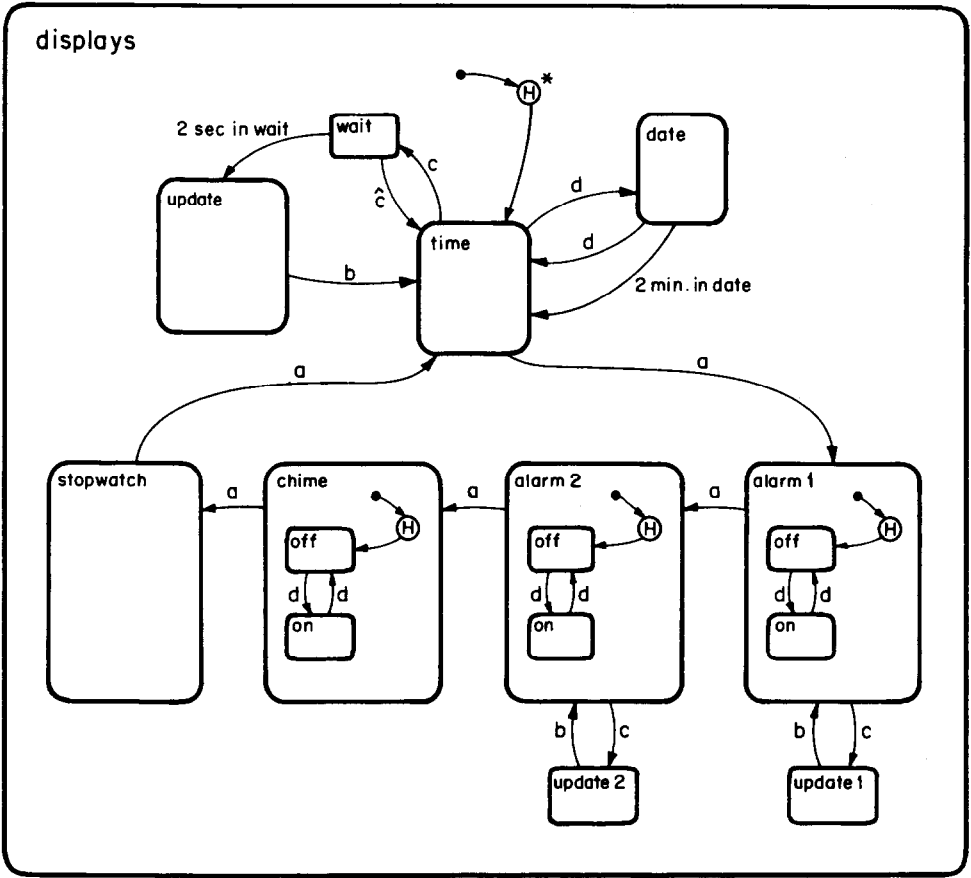 displays
H*
2 sec in wait
wait
date
c
ĉ
d
update
time
d
b
2 min. in date
a
a
stopwatch
chime
alarm 2
alarm 1
a
a
a
H
H
H
off
off
off
d
d
d
d
d
d
on
on
on
b
c
b
c
update 2
update 1